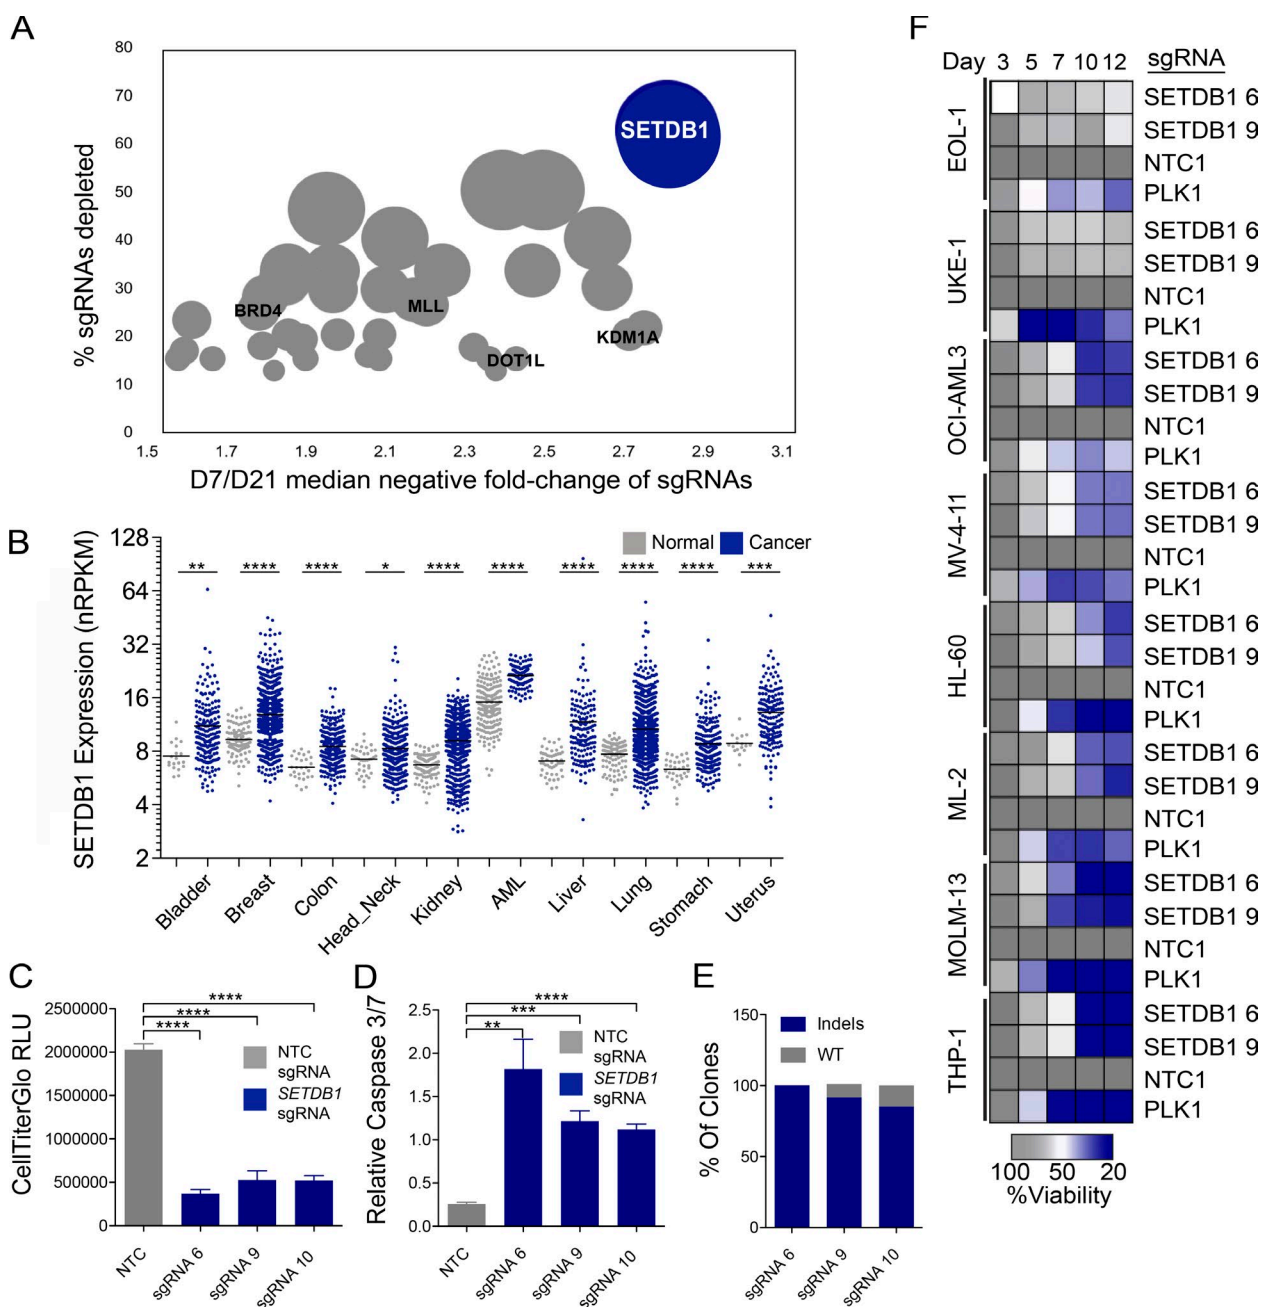 A
80
70
60
50
40
30
20
10
0
% sgRNAs depleted
SETDB1
BRD4
MLL
KDM1A
DOT1L
1.5 1.7 1.9 2.1 2.3 2.5 2.7 2.9 3.1
D7/D21 median negative fold-change of sgRNAs
B
Normal Cancer
SETDB1 Expression (nRPKM)
128
64
32
16
8
4
2
** **** **** * **** **** **** **** **** ***
Bladder Breast Colon Head_Neck Kidney AML Liver Lung Stomach Uterus
C
CellTiterGlo RLU
2500000
2000000
1500000
1000000
500000
0
****
****
****
NTC
sgRNA
SETDB1
sgRNA
NTC sgRNA 6 sgRNA 9 sgRNA 10
D
Relative Caspase 3/7
2.5
2.0
1.5
1.0
0.5
0.0
****
***
**
NTC
sgRNA
SETDB1
sgRNA
NTC sgRNA 6 sgRNA 9 sgRNA 10
E
% Of Clones
150
100
50
0
Indels
WT
sgRNA 6 sgRNA 9 sgRNA 10
F
Day 3 5 7 10 12 sgRNA
EOL-1
SETDB1 6
SETDB1 9
NTC1
PLK1
UKE-1
SETDB1 6
SETDB1 9
NTC1
PLK1
OCI-AML3
SETDB1 6
SETDB1 9
NTC1
PLK1
MV-4-11
SETDB1 6
SETDB1 9
NTC1
PLK1
HL-60
SETDB1 6
SETDB1 9
NTC1
PLK1
ML-2
SETDB1 6
SETDB1 9
NTC1
PLK1
MOLM-13
SETDB1 6
SETDB1 9
NTC1
PLK1
THP-1
SETDB1 6
SETDB1 9
NTC1
PLK1
100 50 20
%Viability